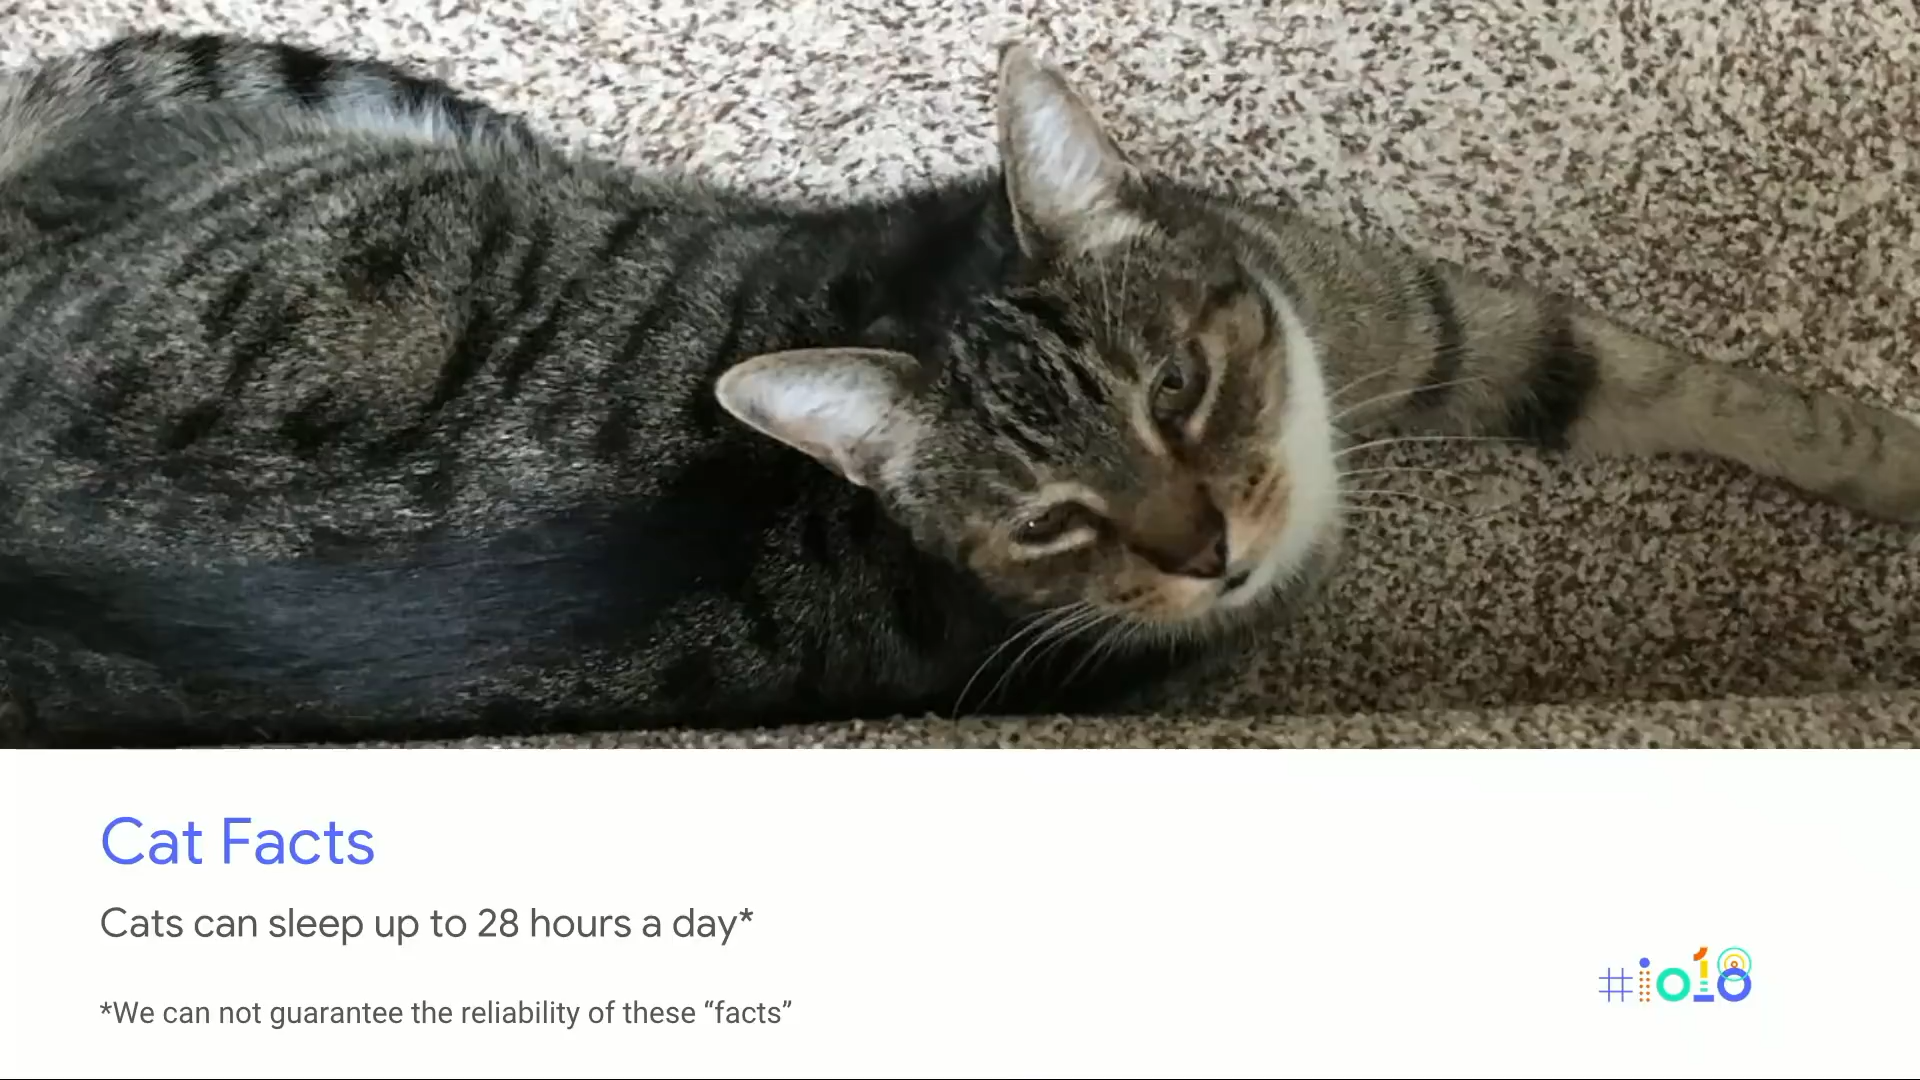 Cat Facts
Cats can sleep up to 28 hours a day*
*We can not guarantee the reliability of these “facts”
#io18